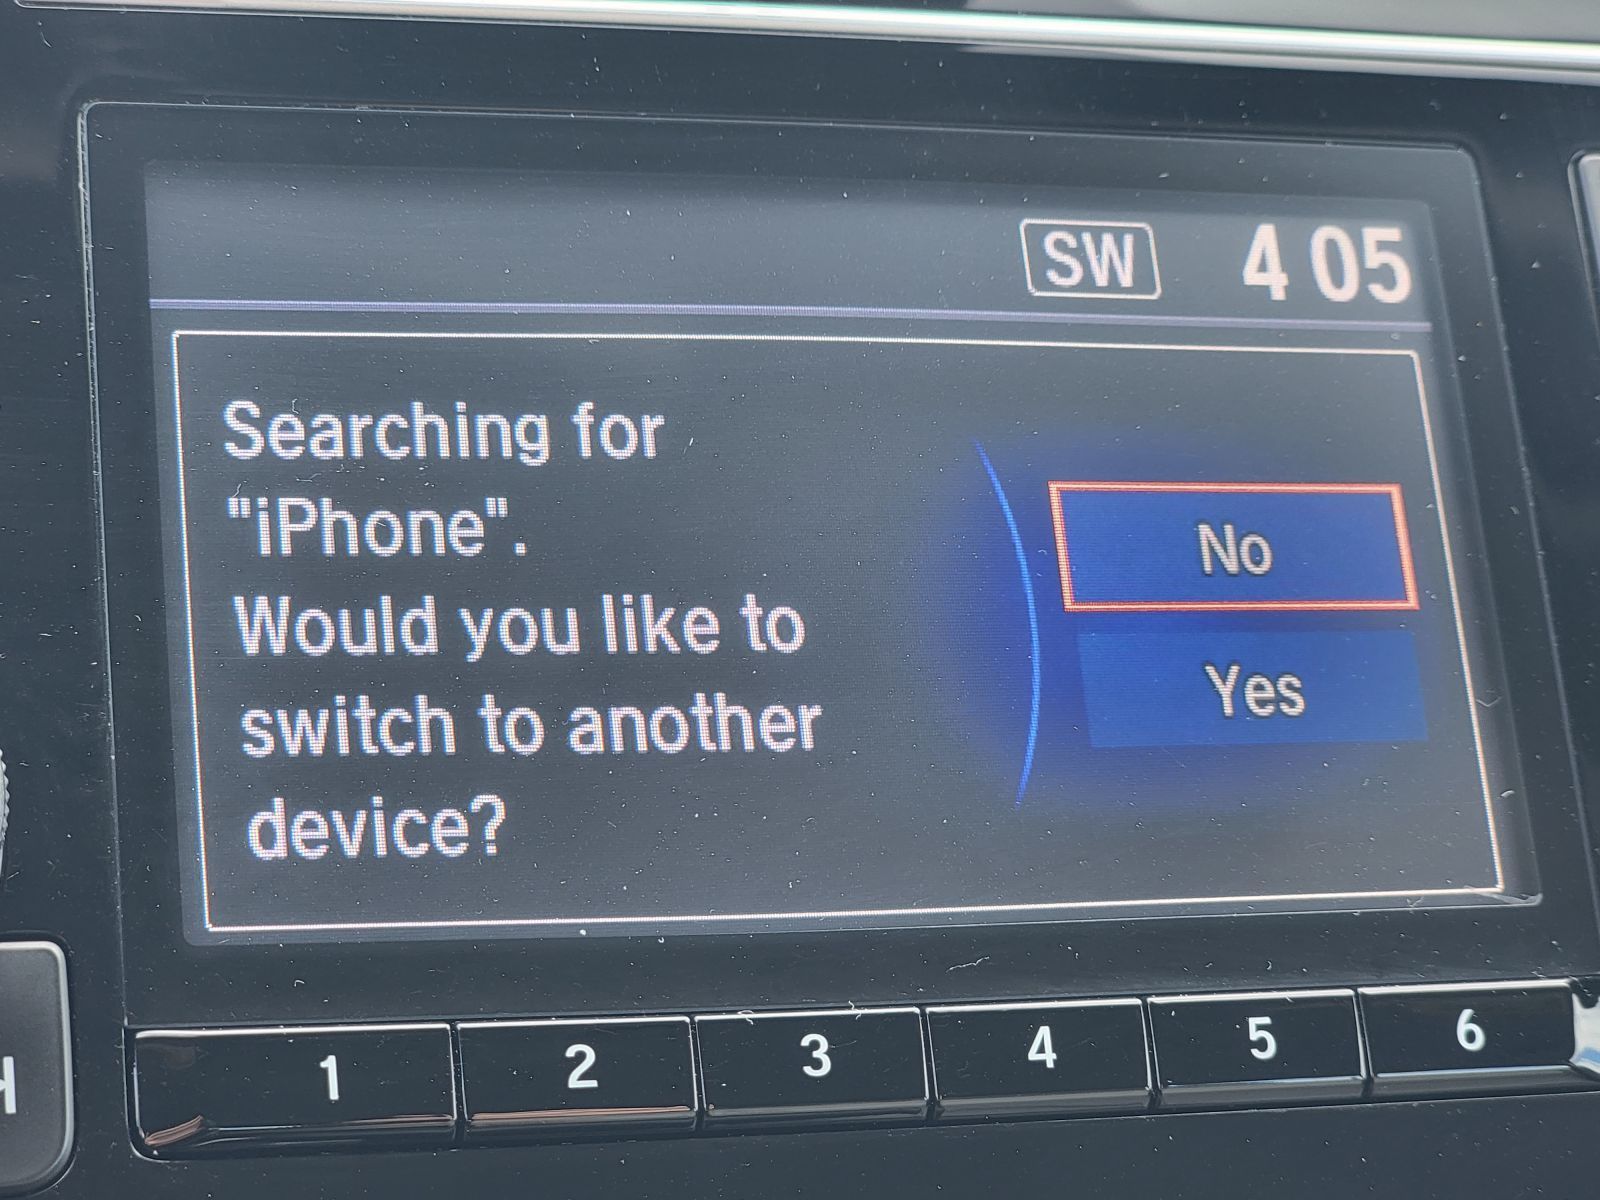 SW 4 05
Searching for
"iPhone".
Would you like to
switch to another
device?
No
Yes
1 2 3 4 5 6